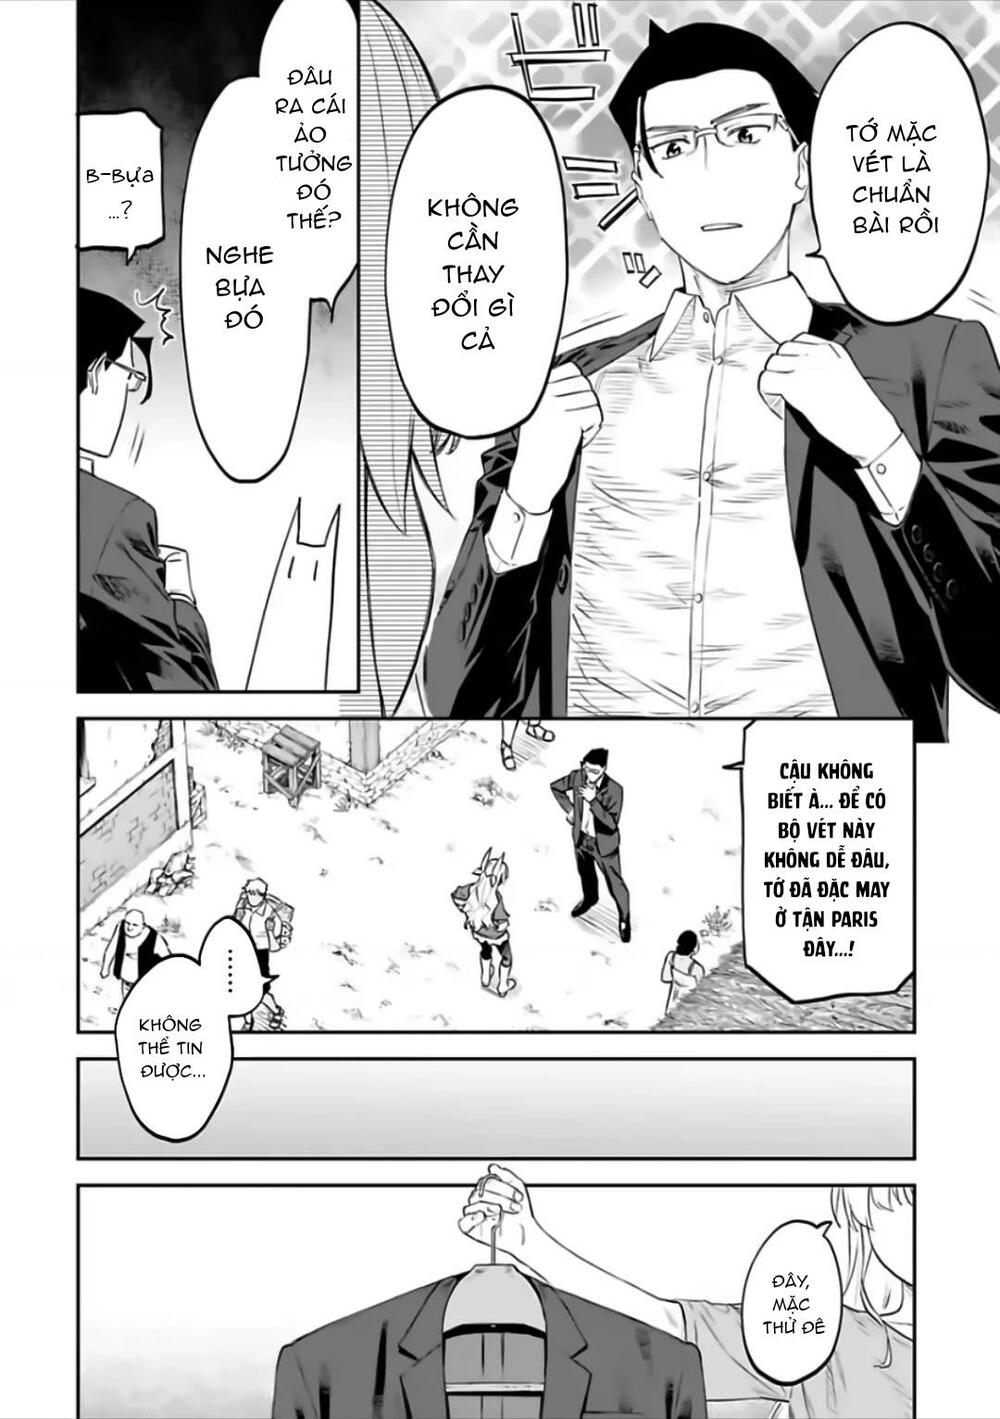 TỚ MẶC
VÉT LÀ
CHUẨN
BÀI RỒI
KHÔNG
CẦN
THAY
ĐỔI GÌ
CẢ
ĐÂU
RA CÁI
ẢO
TƯỞNG
ĐÓ
THẾ?
NGHE
BỰA
ĐÓ
B-BỰA
...?
CẬU KHÔNG
BIẾT À... ĐỂ CÓ
BỘ VÉT NÀY
KHÔNG DỄ ĐÂU,
TỚ ĐÃ ĐẶC MAY
Ở TẬN PARIS
ĐẤY...!
......
KHÔNG
THỂ TIN
ĐƯỢC...
ĐÂY,
MẶC
THỬ ĐÊ